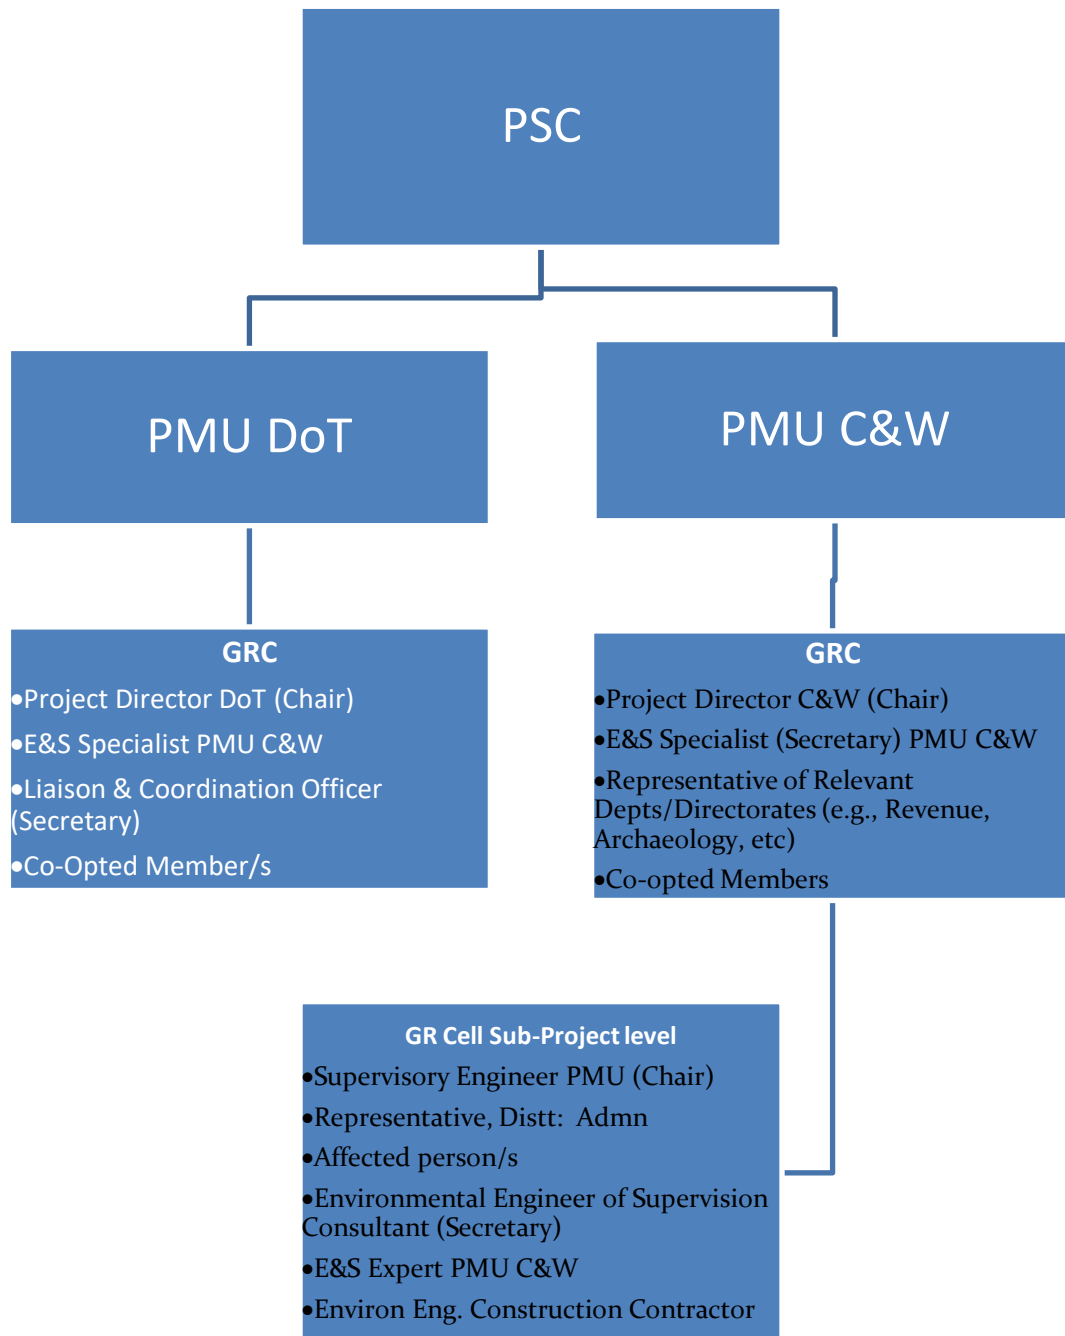 PSC
PMU DoT
PMU C&W
GRC
•Project Director DoT (Chair)
•E&S Specialist PMU C&W
•Liaison & Coordination Officer
(Secretary)
•Co-Opted Member/s
GRC
•Project Director C&W (Chair)
•E&S Specialist (Secretary) PMU C&W
•Representative of Relevant
Depts/Directorates (e.g., Revenue,
Archaeology, etc)
•Co-opted Members
GR Cell Sub-Project level
•Supervisory Engineer PMU (Chair)
•Representative, Distt: Admn
•Affected person/s
•Environmental Engineer of Supervision
Consultant (Secretary)
•E&S Expert PMU C&W
•Environ Eng. Construction Contractor